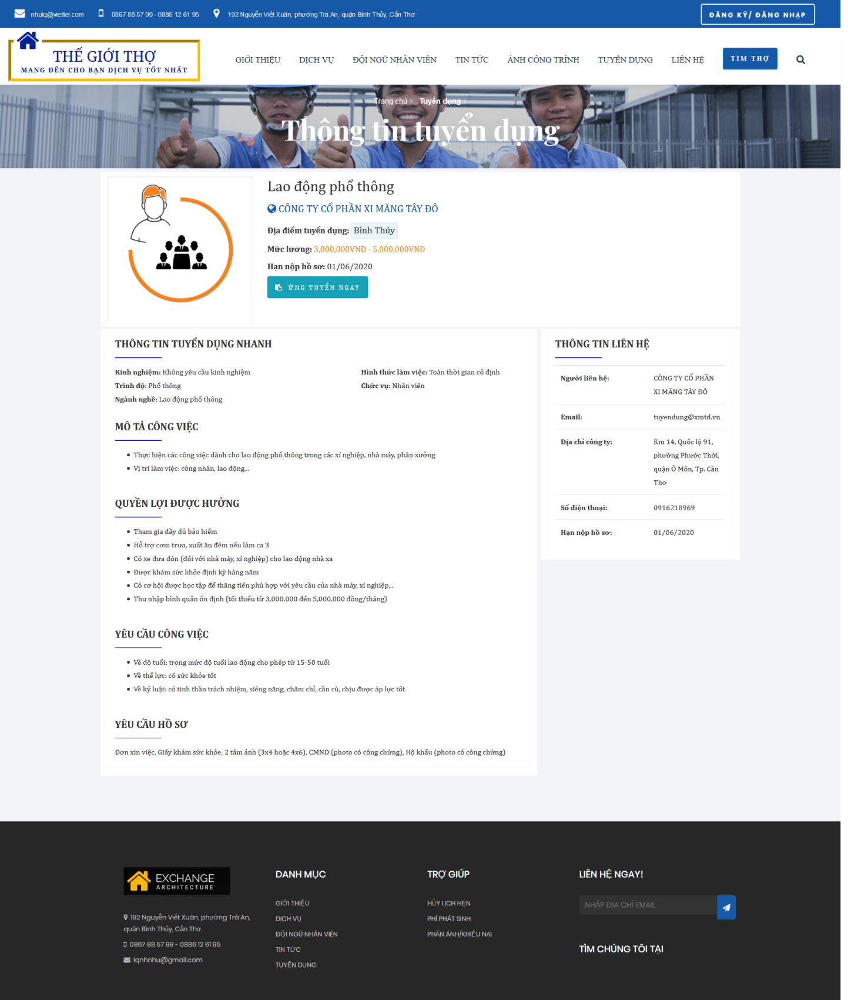 nhulq@viettel.com
0867 88 57 99 - 0886 12 61 95
192 Nguyễn Viết Xuân, phường Trà An, quận Bình Thủy, Cần Thơ
ĐĂNG KÝ/ ĐĂNG NHẬP
THẾ GIỚI THỢ
MANG ĐẾN CHO BẠN DỊCH VỤ TỐT NHẤT
GIỚI THIỆU
DỊCH VỤ
ĐỘI NGŨ NHÂN VIÊN
TIN TỨC
ẢNH CÔNG TRÌNH
TUYỂN DỤNG
LIÊN HỆ
TÌM THỢ
Trang chủ › Tuyển dụng ›
Thông tin tuyển dụng
Lao động phổ thông
CÔNG TY CỔ PHẦN XI MĂNG TÂY ĐÔ
Địa điểm tuyển dụng: Bình Thủy
Mức lương: 3,000,000VNĐ - 5,000,000VNĐ
Hạn nộp hồ sơ: 01/06/2020
ỨNG TUYỂN NGAY
THÔNG TIN TUYỂN DỤNG NHANH
Kinh nghiệm: Không yêu cầu kinh nghiệm
Hình thức làm việc: Toàn thời gian cố định
Trình độ: Phổ thông
Chức vụ: Nhân viên
Ngành nghề: Lao động phổ thông
MÔ TẢ CÔNG VIỆC
Thực hiện các công việc dành cho lao động phổ thông trong các xí nghiệp, nhà máy, phân xưởng
Vị trí làm việc: công nhân, lao động,..
QUYỀN LỢI ĐƯỢC HƯỞNG
Tham gia đầy đủ bảo hiểm
Hỗ trợ cơm trưa, xuất ăn đêm nếu làm ca 3
Có xe đưa đón (đối với nhà máy, xí nghiệp) cho lao động nhà xa
Được khám sức khỏe định kỳ hàng năm
Có cơ hội được học tập để thăng tiến phù hợp với yêu cầu của nhà máy, xí nghiệp,..
Thu nhập bình quân ổn định (tối thiểu từ 3,000,000 đến 5,000,000 đồng/tháng)
YÊU CẦU CÔNG VIỆC
Về độ tuổi: trong mức độ tuổi lao động cho phép từ 15-50 tuổi
Về thể lực: có sức khỏe tốt
Về kỷ luật: có tinh thần trách nhiệm, siêng năng, chăm chỉ, cần cù, chịu được áp lực tốt
YÊU CẦU HỒ SƠ
Đơn xin việc, Giấy khám sức khỏe, 2 tấm ảnh (3x4 hoặc 4x6), CMND (photo có công chứng), Hộ khẩu (photo có công chứng)
THÔNG TIN LIÊN HỆ
Người liên hệ: CÔNG TY CỔ PHẦN
XI MĂNG TÂY ĐÔ
Email: tuyendung@xmtd.vn
Địa chỉ công ty: Km 14, Quốc lộ 91,
phường Phước Thới,
quận Ô Môn, Tp. Cần
Thơ
Số điện thoại: 0916218969
Hạn nộp hồ sơ: 01/06/2020
EXCHANGE
ARCHITECTURE
192 Nguyễn Viết Xuân, phường Trà An,
quận Bình Thủy, Cần Thơ
0867 88 57 99 - 0886 12 61 95
lqnhnhu@gmail.com
DANH MỤC
GIỚI THIỆU
DỊCH VỤ
ĐỘI NGŨ NHÂN VIÊN
TIN TỨC
TUYỂN DỤNG
TRỢ GIÚP
HỦY LỊCH HẸN
PHÍ PHÁT SINH
PHẢN ÁNH/KHIẾU NẠI
LIÊN HỆ NGAY!
NHẬP ĐỊA CHỈ EMAIL
TÌM CHÚNG TÔI TẠI